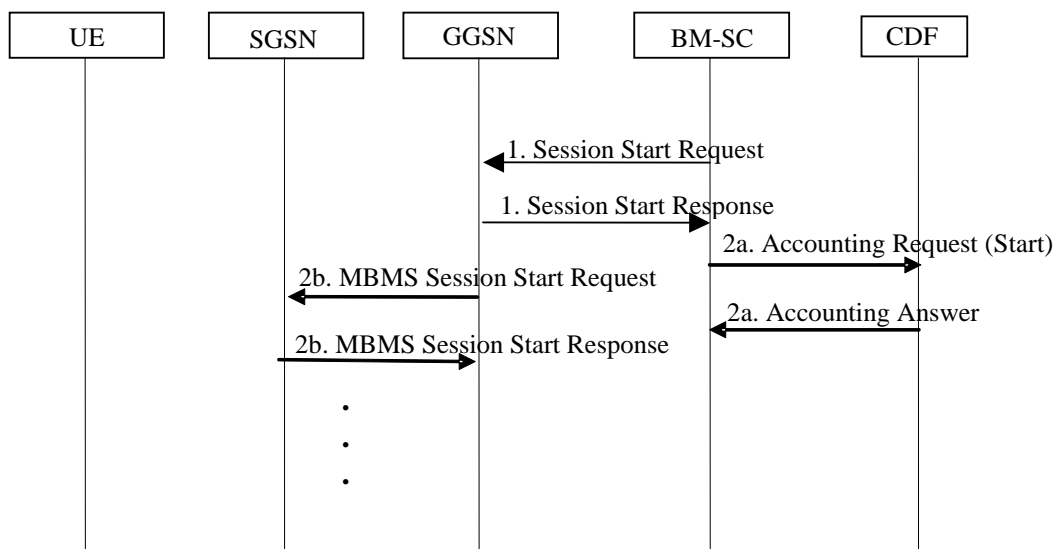 UE
SGSN
GGSN
BM-SC
CDF
1. Session Start Request
1. Session Start Response
2a. Accounting Request (Start)
2b. MBMS Session Start Request
2a. Accounting Answer
2b. MBMS Session Start Response